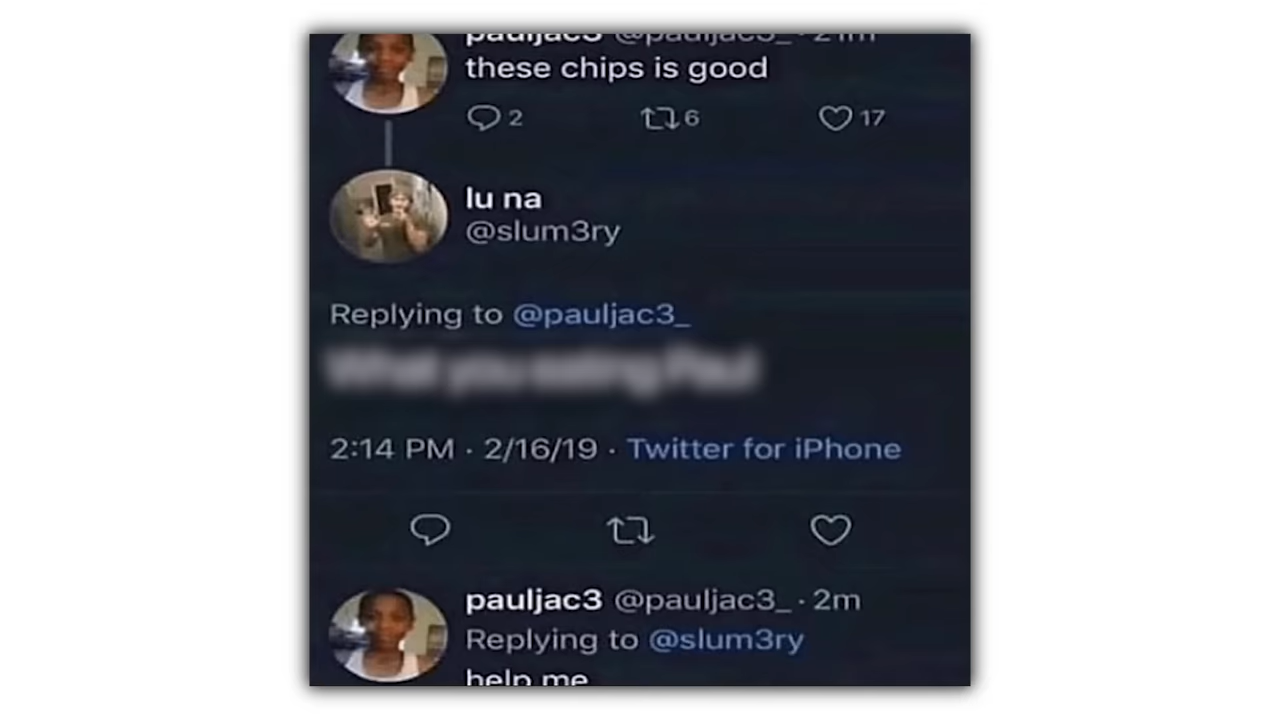 pauljac3 @pauljac3_ · 21m
these chips is good
2 6 17
lu na
@slum3ry
Replying to @pauljac3_
2:14 PM · 2/16/19 · Twitter for iPhone
pauljac3 @pauljac3_ · 2m
Replying to @slum3ry
help me